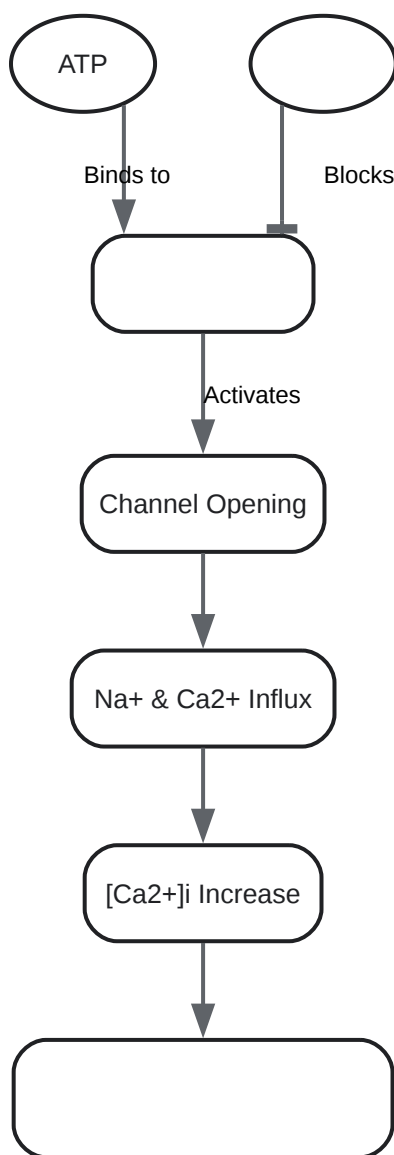 ATP
Binds to
Blocks
Activates
Channel Opening
Na+ & Ca2+ Influx
[Ca2+]i Increase